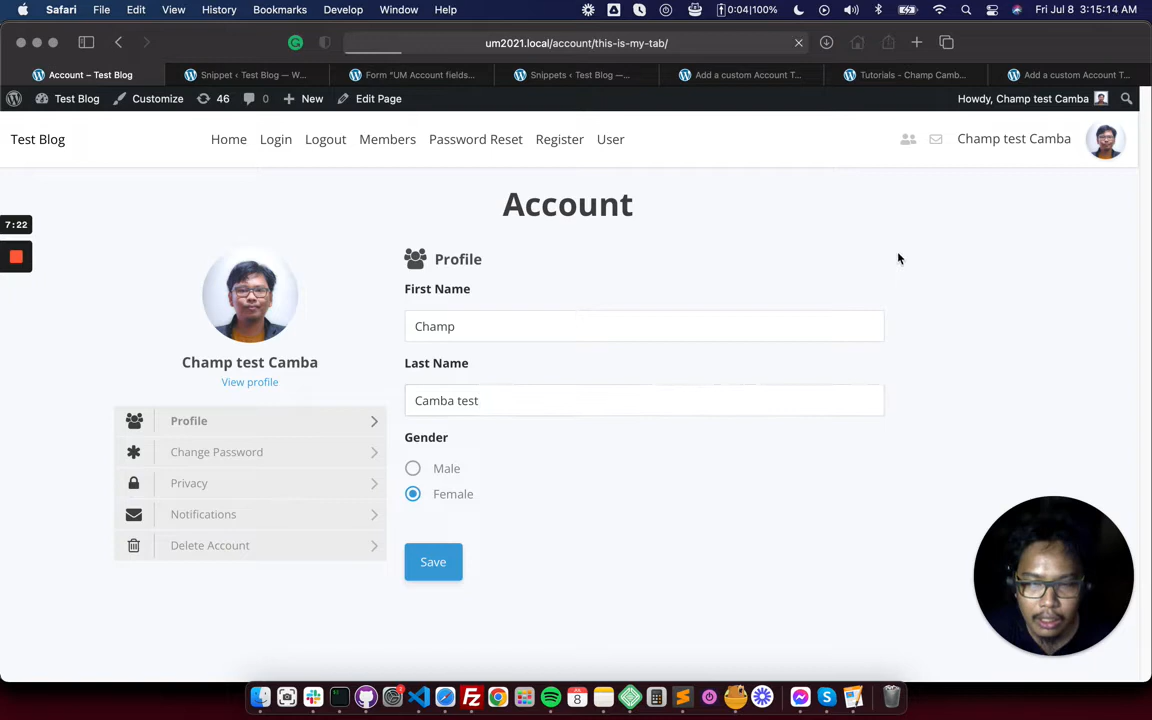 Safari File Edit View History Bookmarks Develop Window Help 0:04 100% Fri Jul 8 3:15:14 AM
um2021.local/account/this-is-my-tab/
Account – Test Blog Snippet ‹ Test Blog — W... Form “UM Account fields... Snippets ‹ Test Blog —... Add a custom Account T... Tutorials - Champ Camb... Add a custom Account T...
Test Blog Customize 46 0 New Edit Page Howdy, Champ test Camba
Test Blog Home Login Logout Members Password Reset Register User Champ test Camba
Account
7:22
Profile
First Name
Champ
Last Name
Camba test
Gender
Male
Female
Save
Champ test Camba
View profile
Profile
Change Password
Privacy
Notifications
Delete Account
8